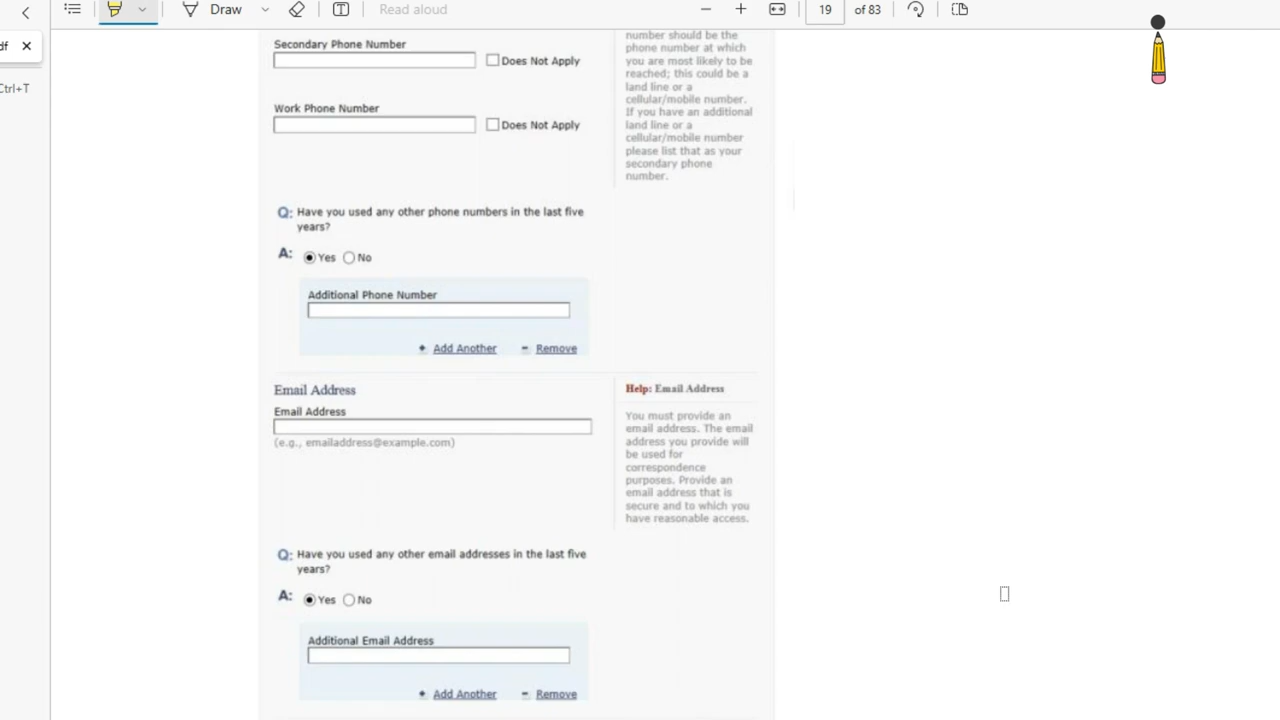 Draw
Read aloud
19
of 83
df
Ctrl+T
Secondary Phone Number
Does Not Apply
Work Phone Number
Does Not Apply
number should be the
phone number at which
you are most likely to be
reached; this could be a
land line or a
cellular/mobile number.
If you have an additional
land line or a
cellular/mobile number
please list that as your
secondary phone
number.
Q: Have you used any other phone numbers in the last five
years?
A: Yes No
Additional Phone Number
Add Another Remove
Email Address
Email Address
(e.g., emailaddress@example.com)
Help: Email Address
You must provide an
email address. The email
address you provide will
be used for
correspondence
purposes. Provide an
email address that is
secure and to which you
have reasonable access.
Q: Have you used any other email addresses in the last five
years?
A: Yes No
Additional Email Address
Add Another Remove